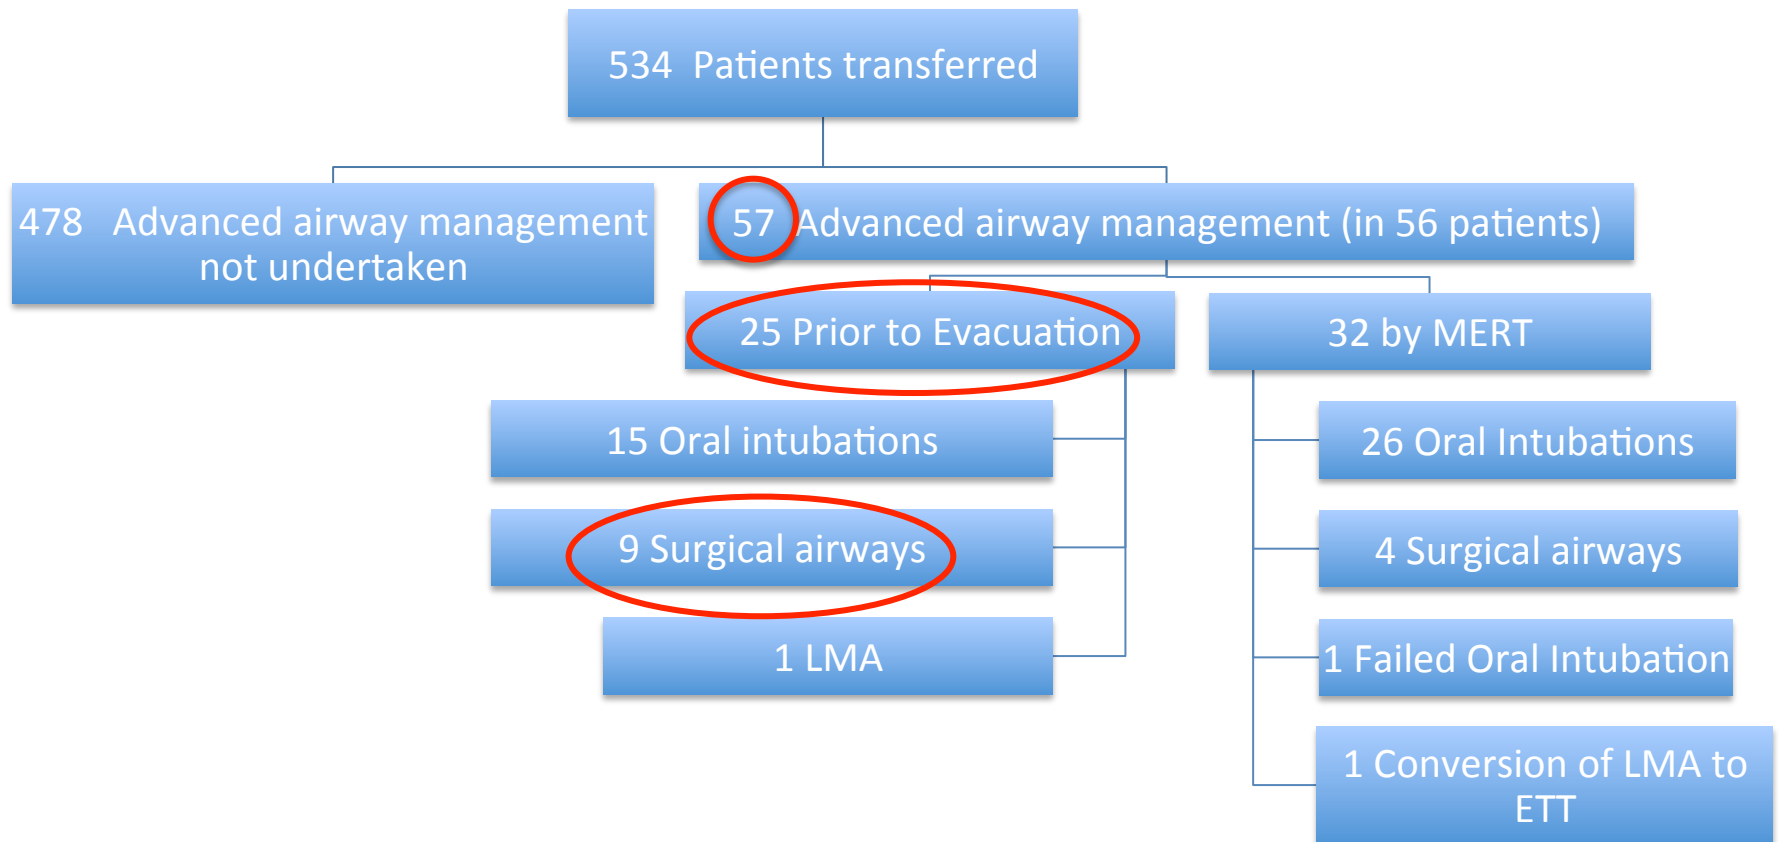 534 Patients transferred
478 Advanced airway management
not undertaken
57 Advanced airway management (in 56 patients)
25 Prior to Evacuation
32 by MERT
15 Oral intubations
9 Surgical airways
1 LMA
26 Oral Intubations
4 Surgical airways
1 Failed Oral Intubation
1 Conversion of LMA to
ETT